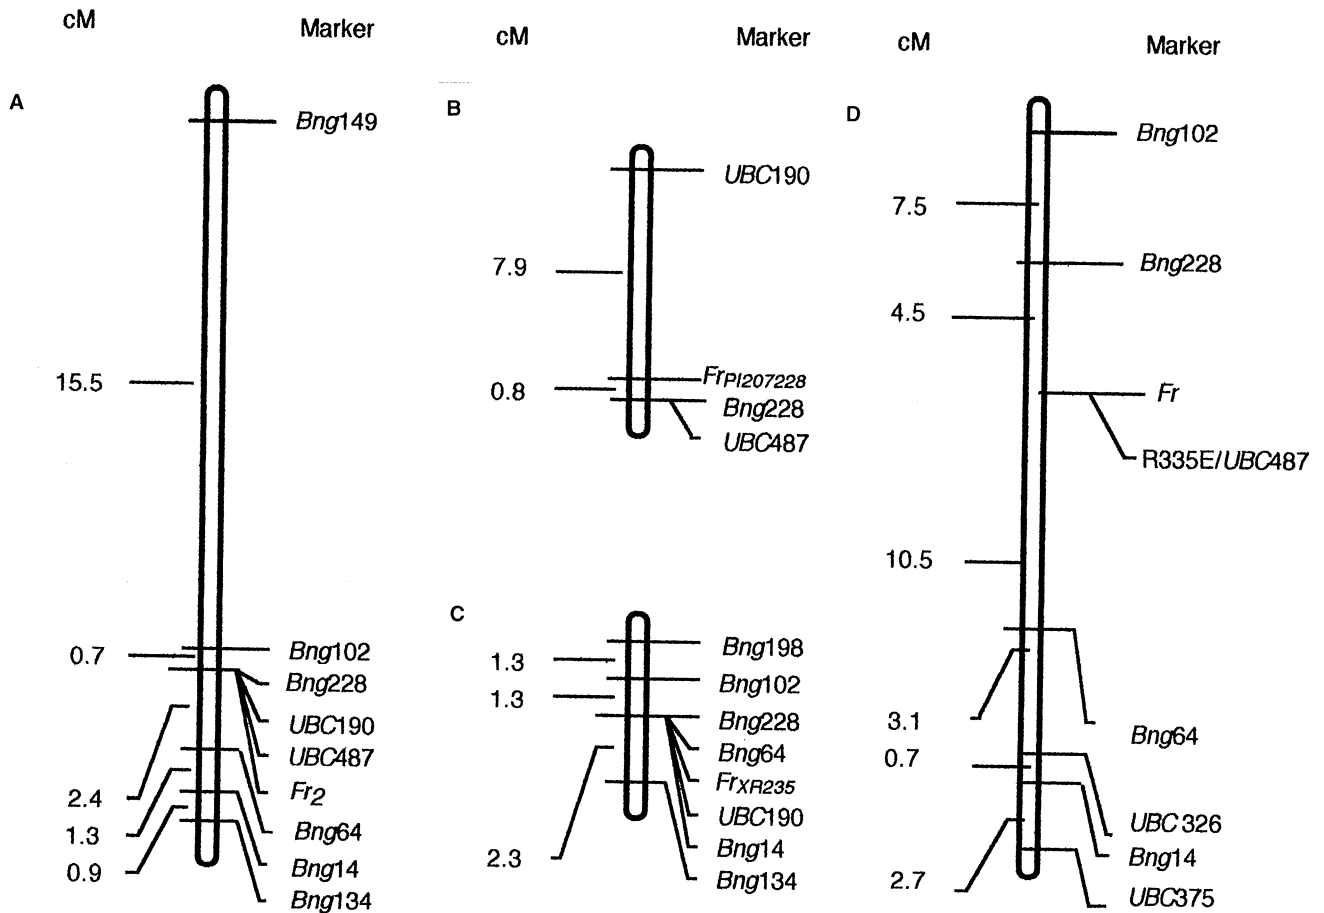 cM
Marker
A
Bng149
15.5
0.7
Bng102
Bng228
UBC190
UBC487
Fr2
2.4
Bng64
1.3
Bng14
0.9
Bng134
cM
Marker
B
UBC190
7.9
FrPI207228
0.8
Bng228
UBC487
C
Bng198
1.3
Bng102
1.3
Bng228
Bng64
FrXR235
UBC190
Bng14
2.3
Bng134
cM
Marker
D
Bng102
7.5
Bng228
4.5
Fr
R335E/UBC487
10.5
3.1
Bng64
0.7
UBC326
Bng14
2.7
UBC375